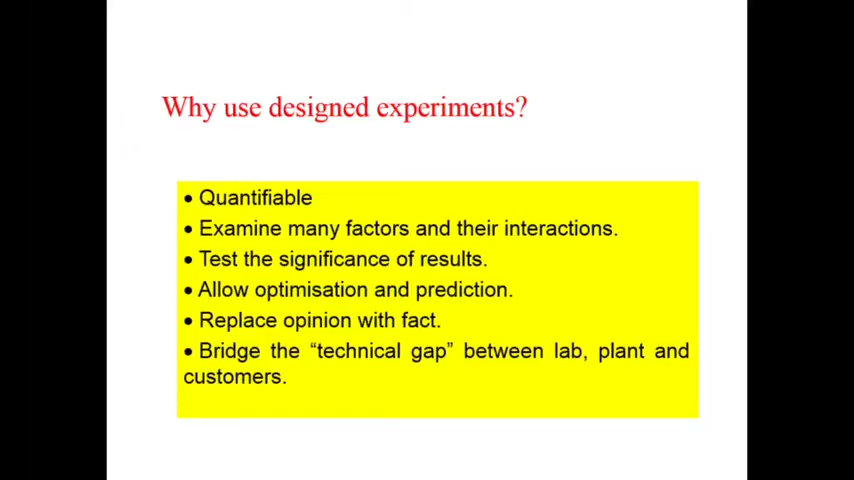 Why use designed experiments?
• Quantifiable
• Examine many factors and their interactions.
• Test the significance of results.
• Allow optimisation and prediction.
• Replace opinion with fact.
• Bridge the “technical gap” between lab, plant and
customers.